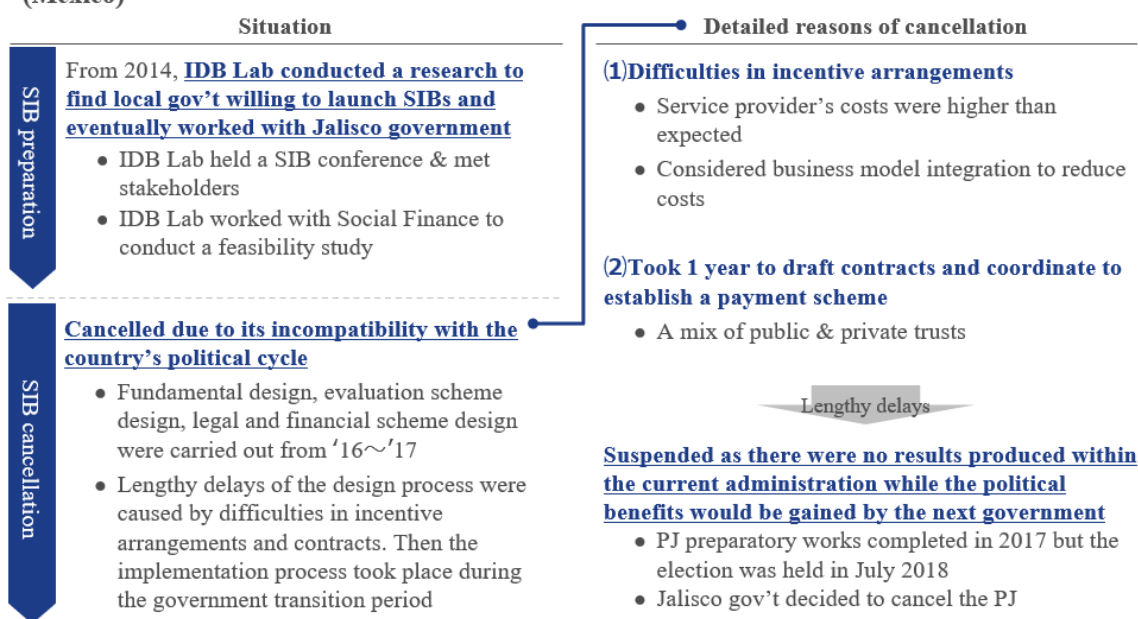 (Mexico)
Situation
SIB preparation
From 2014, IDB Lab conducted a research to
find local gov't willing to launch SIBs and
eventually worked with Jalisco government
● IDB Lab held a SIB conference & met
stakeholders
● IDB Lab worked with Social Finance to
conduct a feasibility study
SIB cancellation
Cancelled due to its incompatibility with the
country's political cycle
● Fundamental design, evaluation scheme
design, legal and financial scheme design
were carried out from '16～'17
● Lengthy delays of the design process were
caused by difficulties in incentive
arrangements and contracts. Then the
implementation process took place during
the government transition period
Detailed reasons of cancellation
(1)Difficulties in incentive arrangements
● Service provider's costs were higher than
expected
● Considered business model integration to reduce
costs
(2)Took 1 year to draft contracts and coordinate to
establish a payment scheme
● A mix of public & private trusts
Lengthy delays
Suspended as there were no results produced within
the current administration while the political
benefits would be gained by the next government
● PJ preparatory works completed in 2017 but the
election was held in July 2018
● Jalisco gov't decided to cancel the PJ